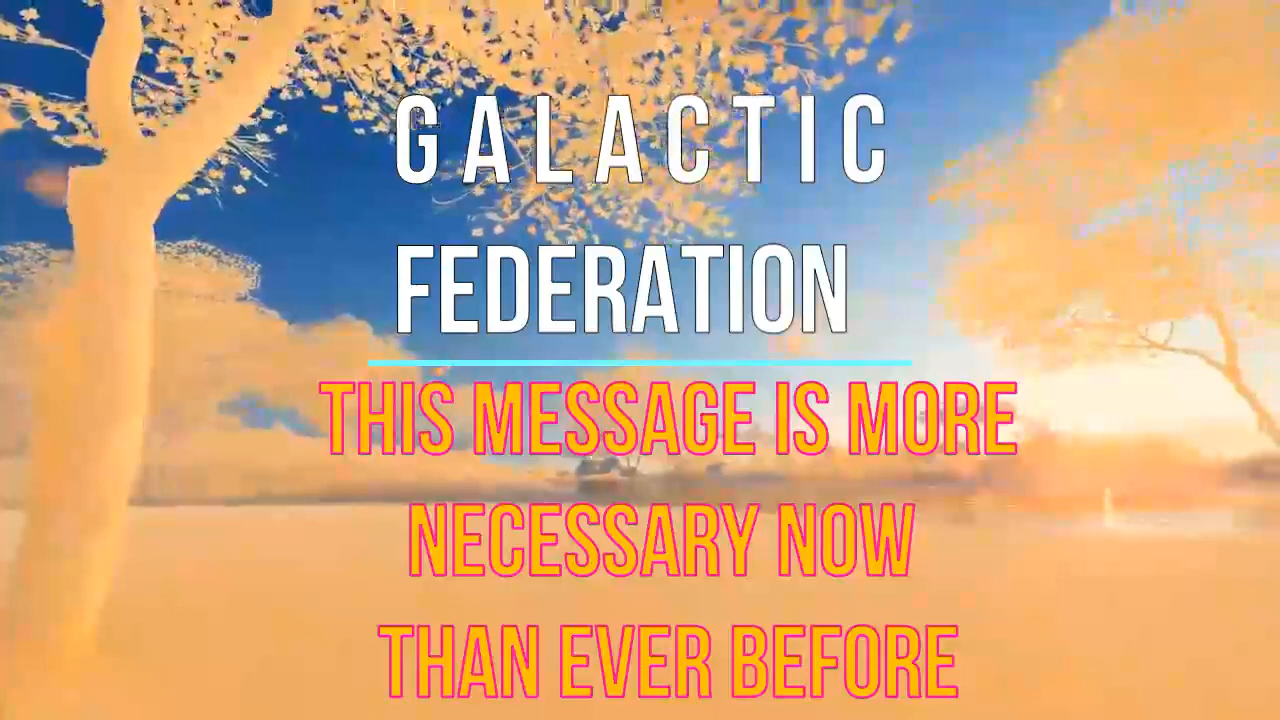 GALACTIC
FEDERATION
THIS MESSAGE IS MORE
NECESSARY NOW
THAN EVER BEFORE